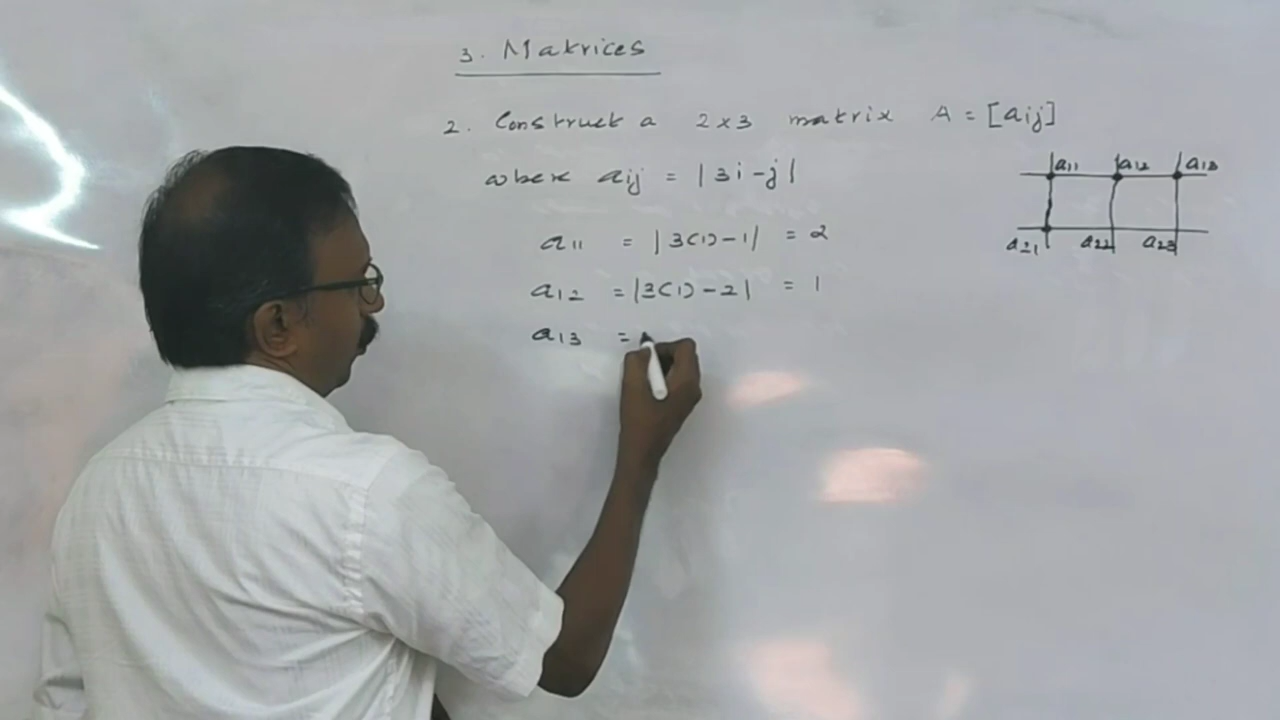 3. Matrices
2. Construct a 2x3 matrix A = [aij]
where aij = |3i-j|
a11 a12 a13
a11 = |3(1)-1| = 2
a21 a22 a23
a12 = |3(1)-2| = 1
a13 =